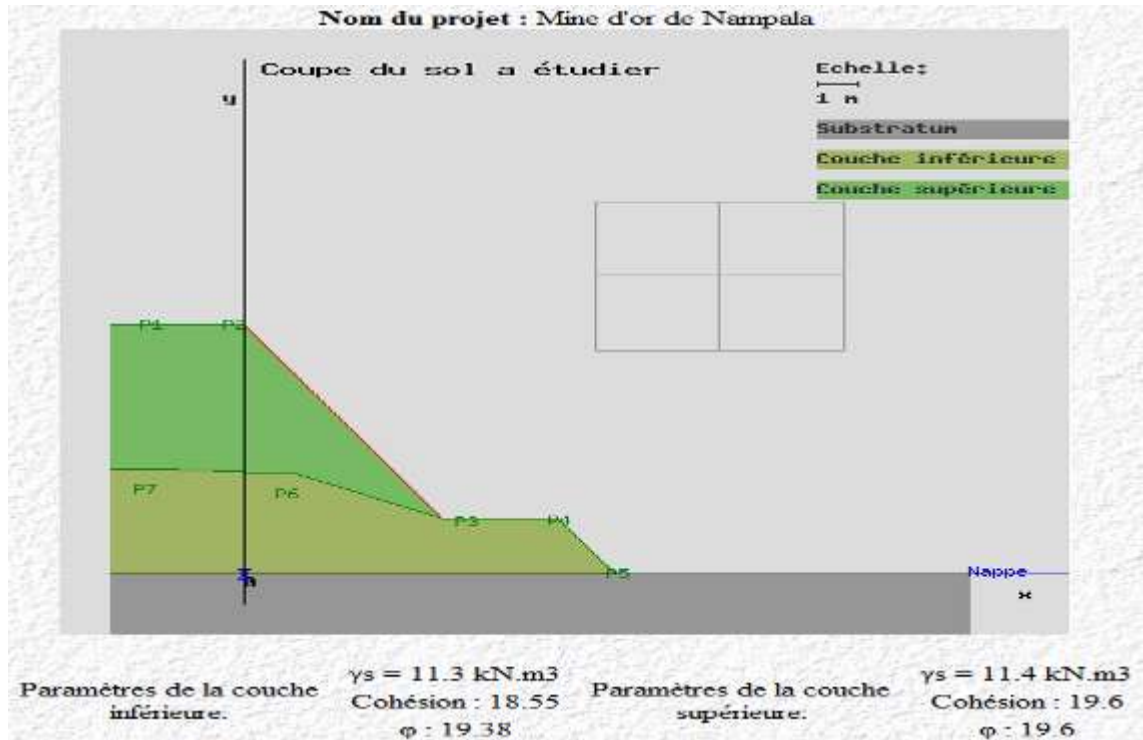 Nom du projet : Mine d'or de Nampala
Coupe du sol a étudier
Echelle:
y
1 m
Substratum
Couche inférieure
Couche supérieure
P1 P2
P7 P6
P3 P4
P5
Nappe
x
Paramètres de la couche inférieure.
γs = 11.3 kN.m3
Cohésion : 18.55
φ : 19.38
Paramètres de la couche supérieure.
γs = 11.4 kN.m3
Cohésion : 19.6
φ : 19.6